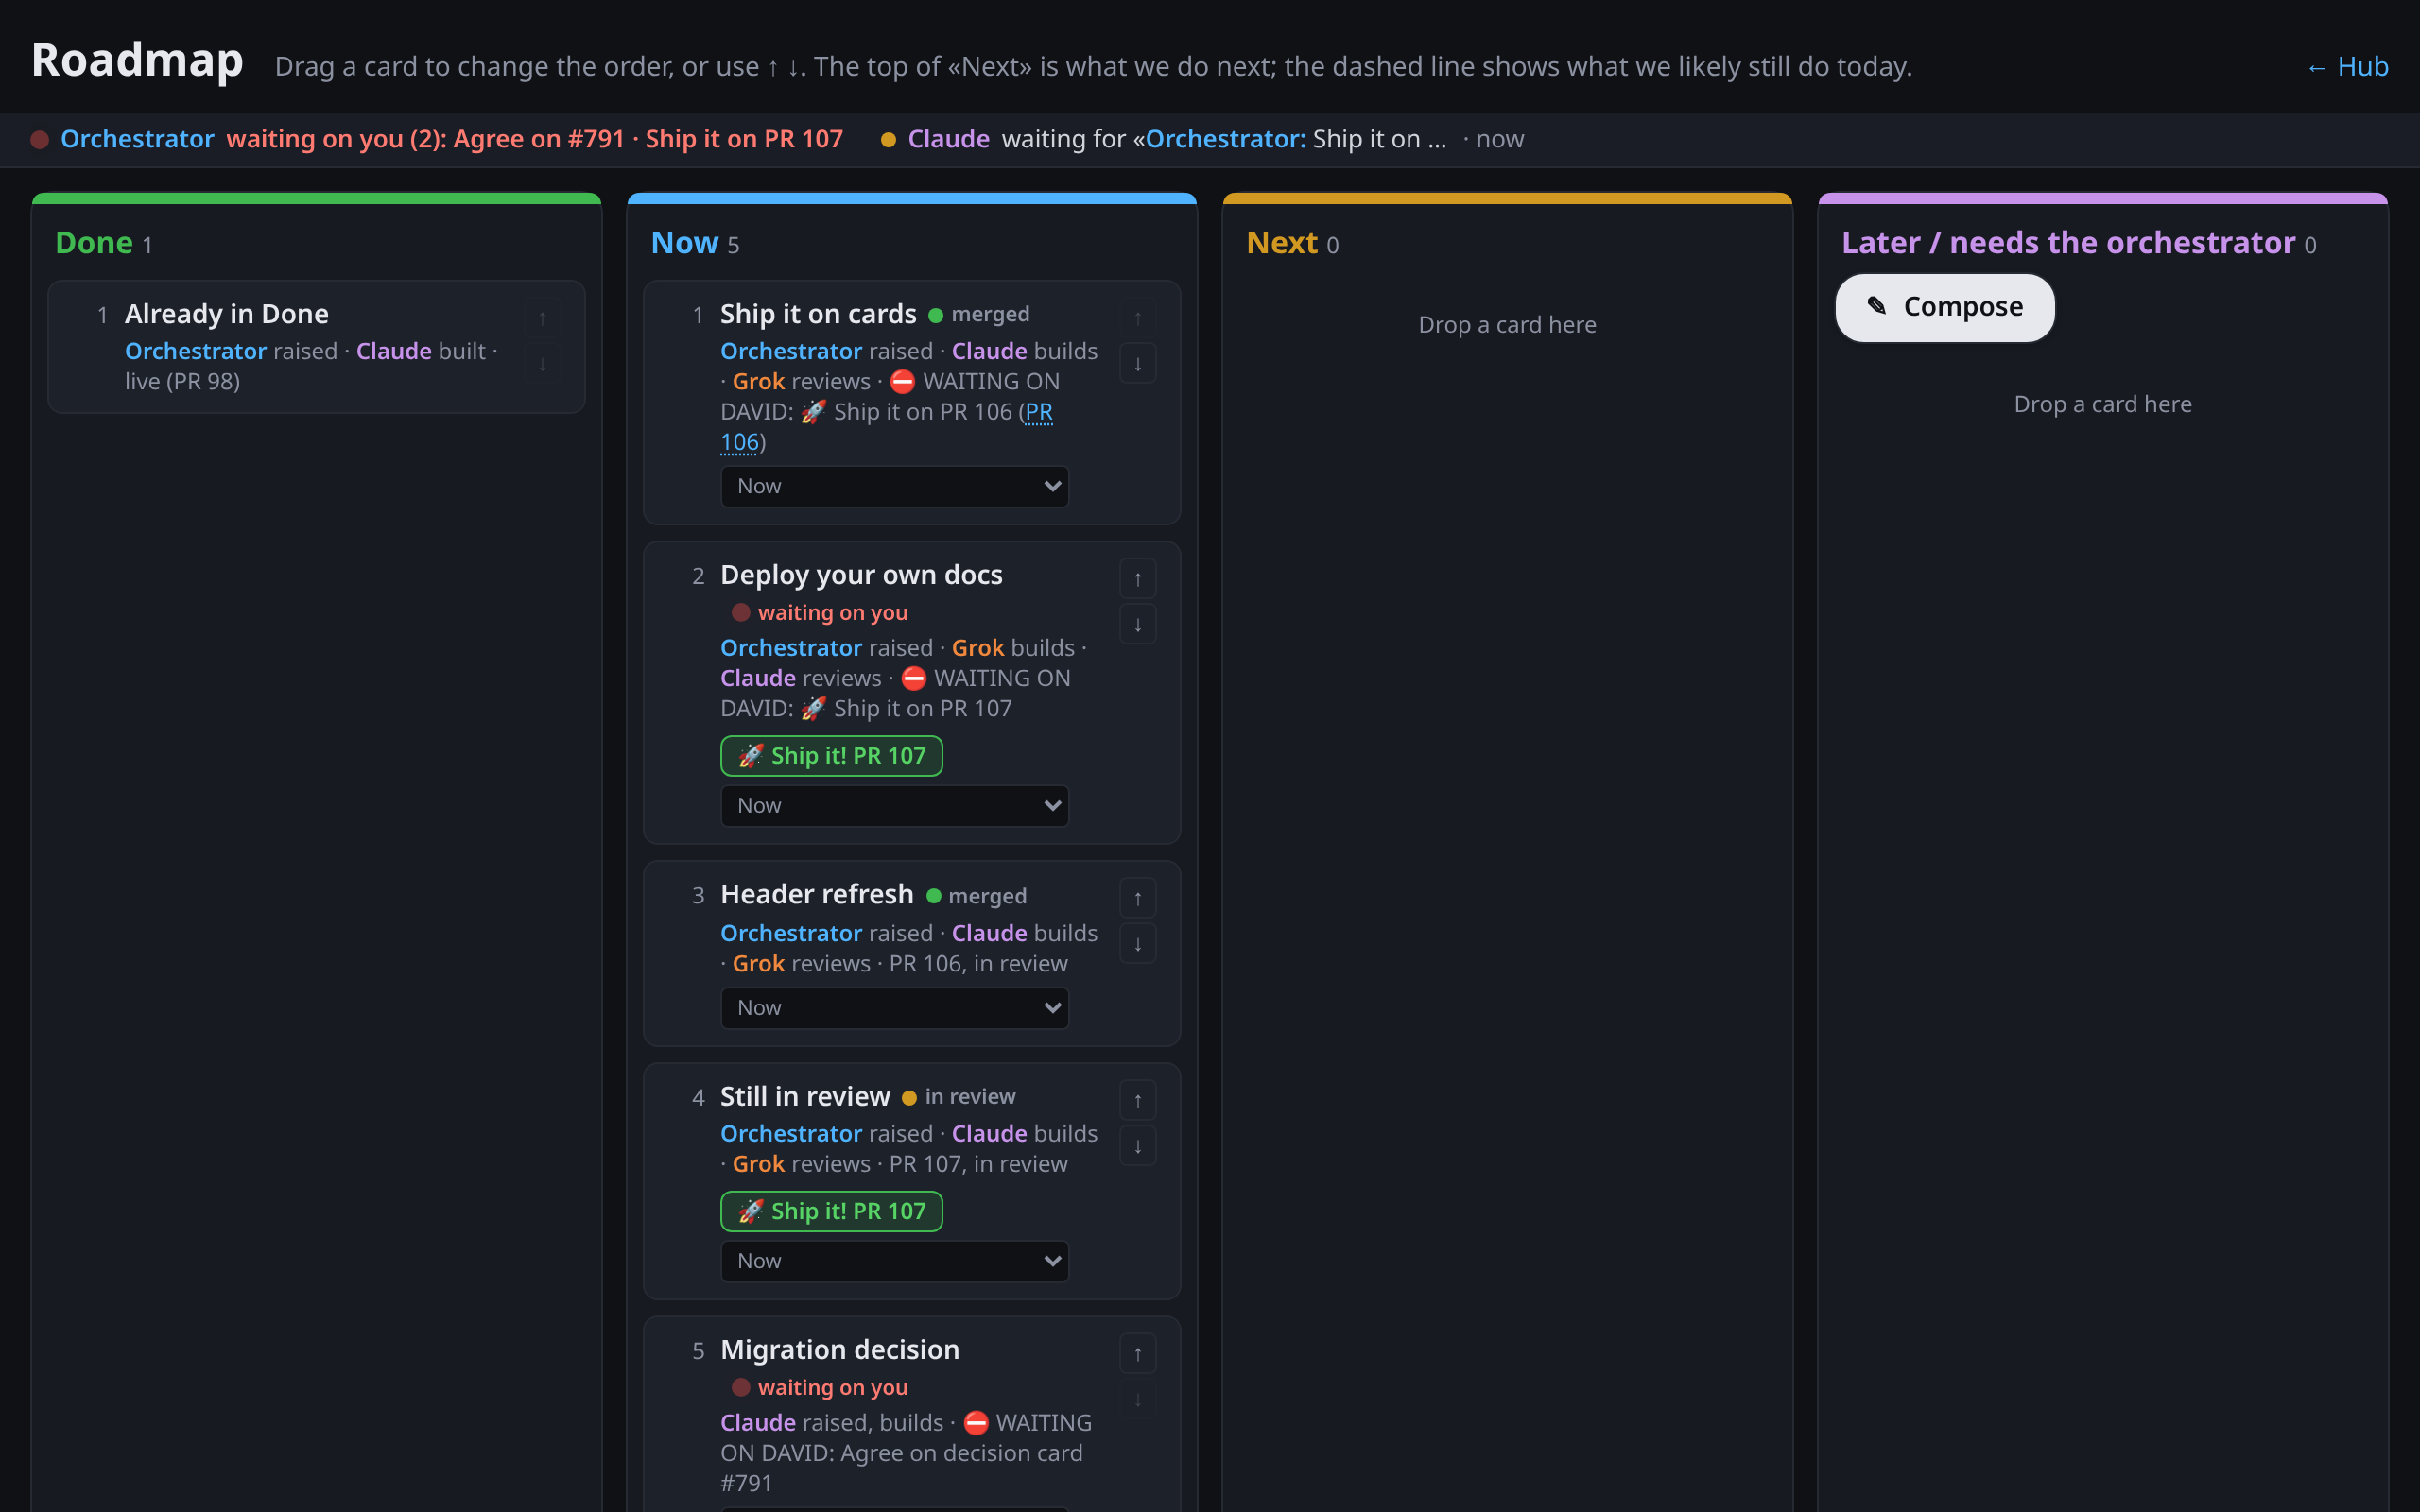 Roadmap
Drag a card to change the order, or use ↑ ↓. The top of «Next» is what we do next; the dashed line shows what we likely still do today.
← Hub
Orchestrator waiting on you (2): Agree on #791 · Ship it on PR 107
Claude waiting for «Orchestrator: Ship it on ... · now
Done 1
1 Already in Done ↑
Orchestrator raised · Claude built · ↓
live (PR 98)
Now 5
1 Ship it on cards merged ↑
Orchestrator raised · Claude builds ↓
· Grok reviews · ⛔ WAITING ON
DAVID: 🚀 Ship it on PR 106 (PR
106)
Now
2 Deploy your own docs ↑
waiting on you ↓
Orchestrator raised · Grok builds ·
Claude reviews · ⛔ WAITING ON
DAVID: 🚀 Ship it on PR 107
🚀 Ship it! PR 107
Now
3 Header refresh merged ↑
Orchestrator raised · Claude builds ↓
· Grok reviews · PR 106, in review
Now
4 Still in review in review ↑
Orchestrator raised · Claude builds ↓
· Grok reviews · PR 107, in review
🚀 Ship it! PR 107
Now
5 Migration decision ↑
waiting on you ↓
Claude raised, builds · ⛔ WAITING
ON DAVID: Agree on decision card
#791
Next 0
Drop a card here
Later / needs the orchestrator 0
✎ Compose
Drop a card here